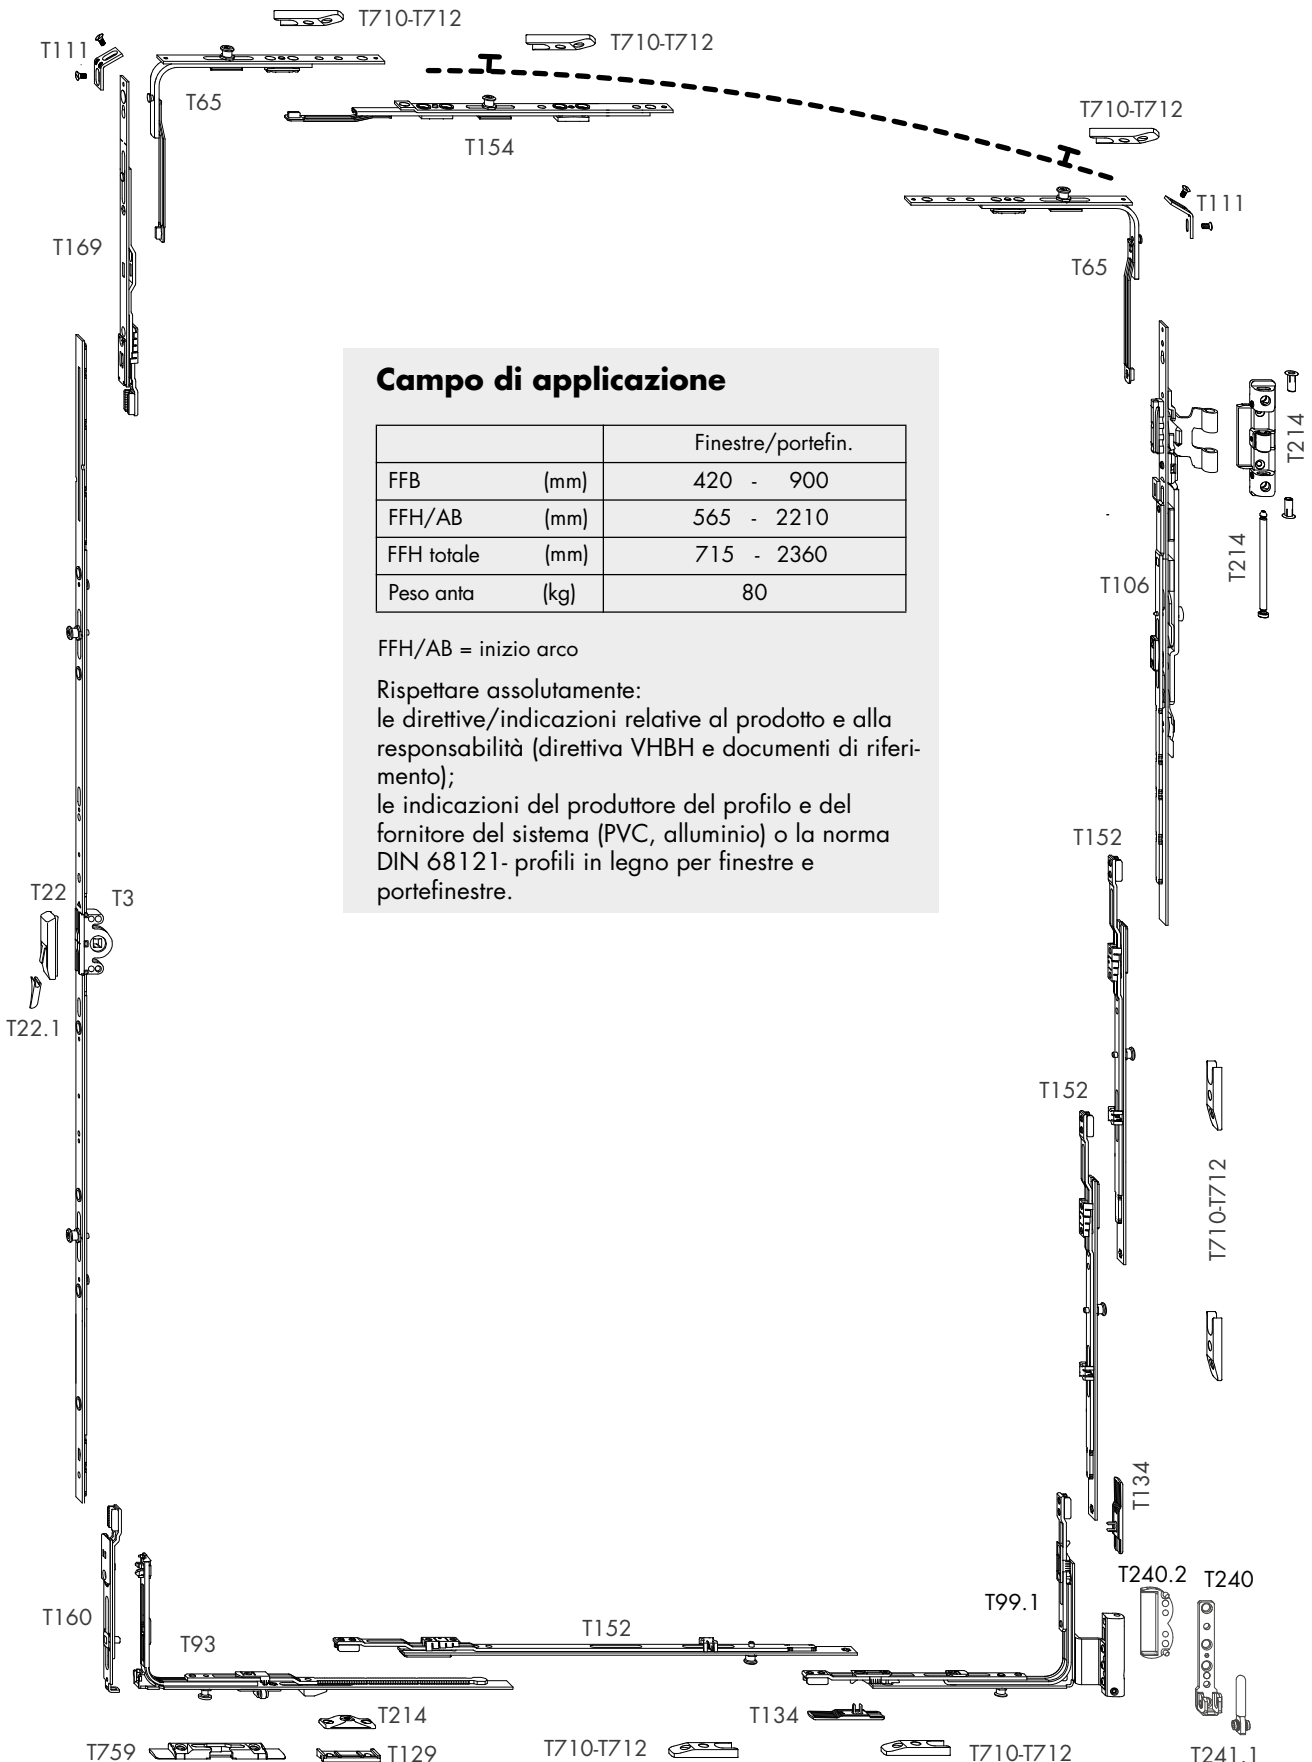 T710-T712
T710-T712
T111
T65
T154
T710-T712
T111
T169
T65
Campo di applicazione
Finestre/portefin.
FFB (mm) 420 - 900
FFH/AB (mm) 565 - 2210
FFH totale (mm) 715 - 2360
Peso anta (kg) 80
FFH/AB = inizio arco
Rispettare assolutamente:
le direttive/indicazioni relative al prodotto e alla
responsabilità (direttiva VHBH e documenti di riferi-
mento);
le indicazioni del produttore del profilo e del
fornitore del sistema (PVC, alluminio) o la norma
DIN 68121- profili in legno per finestre e
portefinestre.
T214
T214
-
T106
T152
T22
T3
T22.1
T152
T710-T712
T134
T240.2
T240
T99.1
T160
T93
T152
T214
T134
T759
T129
T710-T712
T710-T712
T241.1